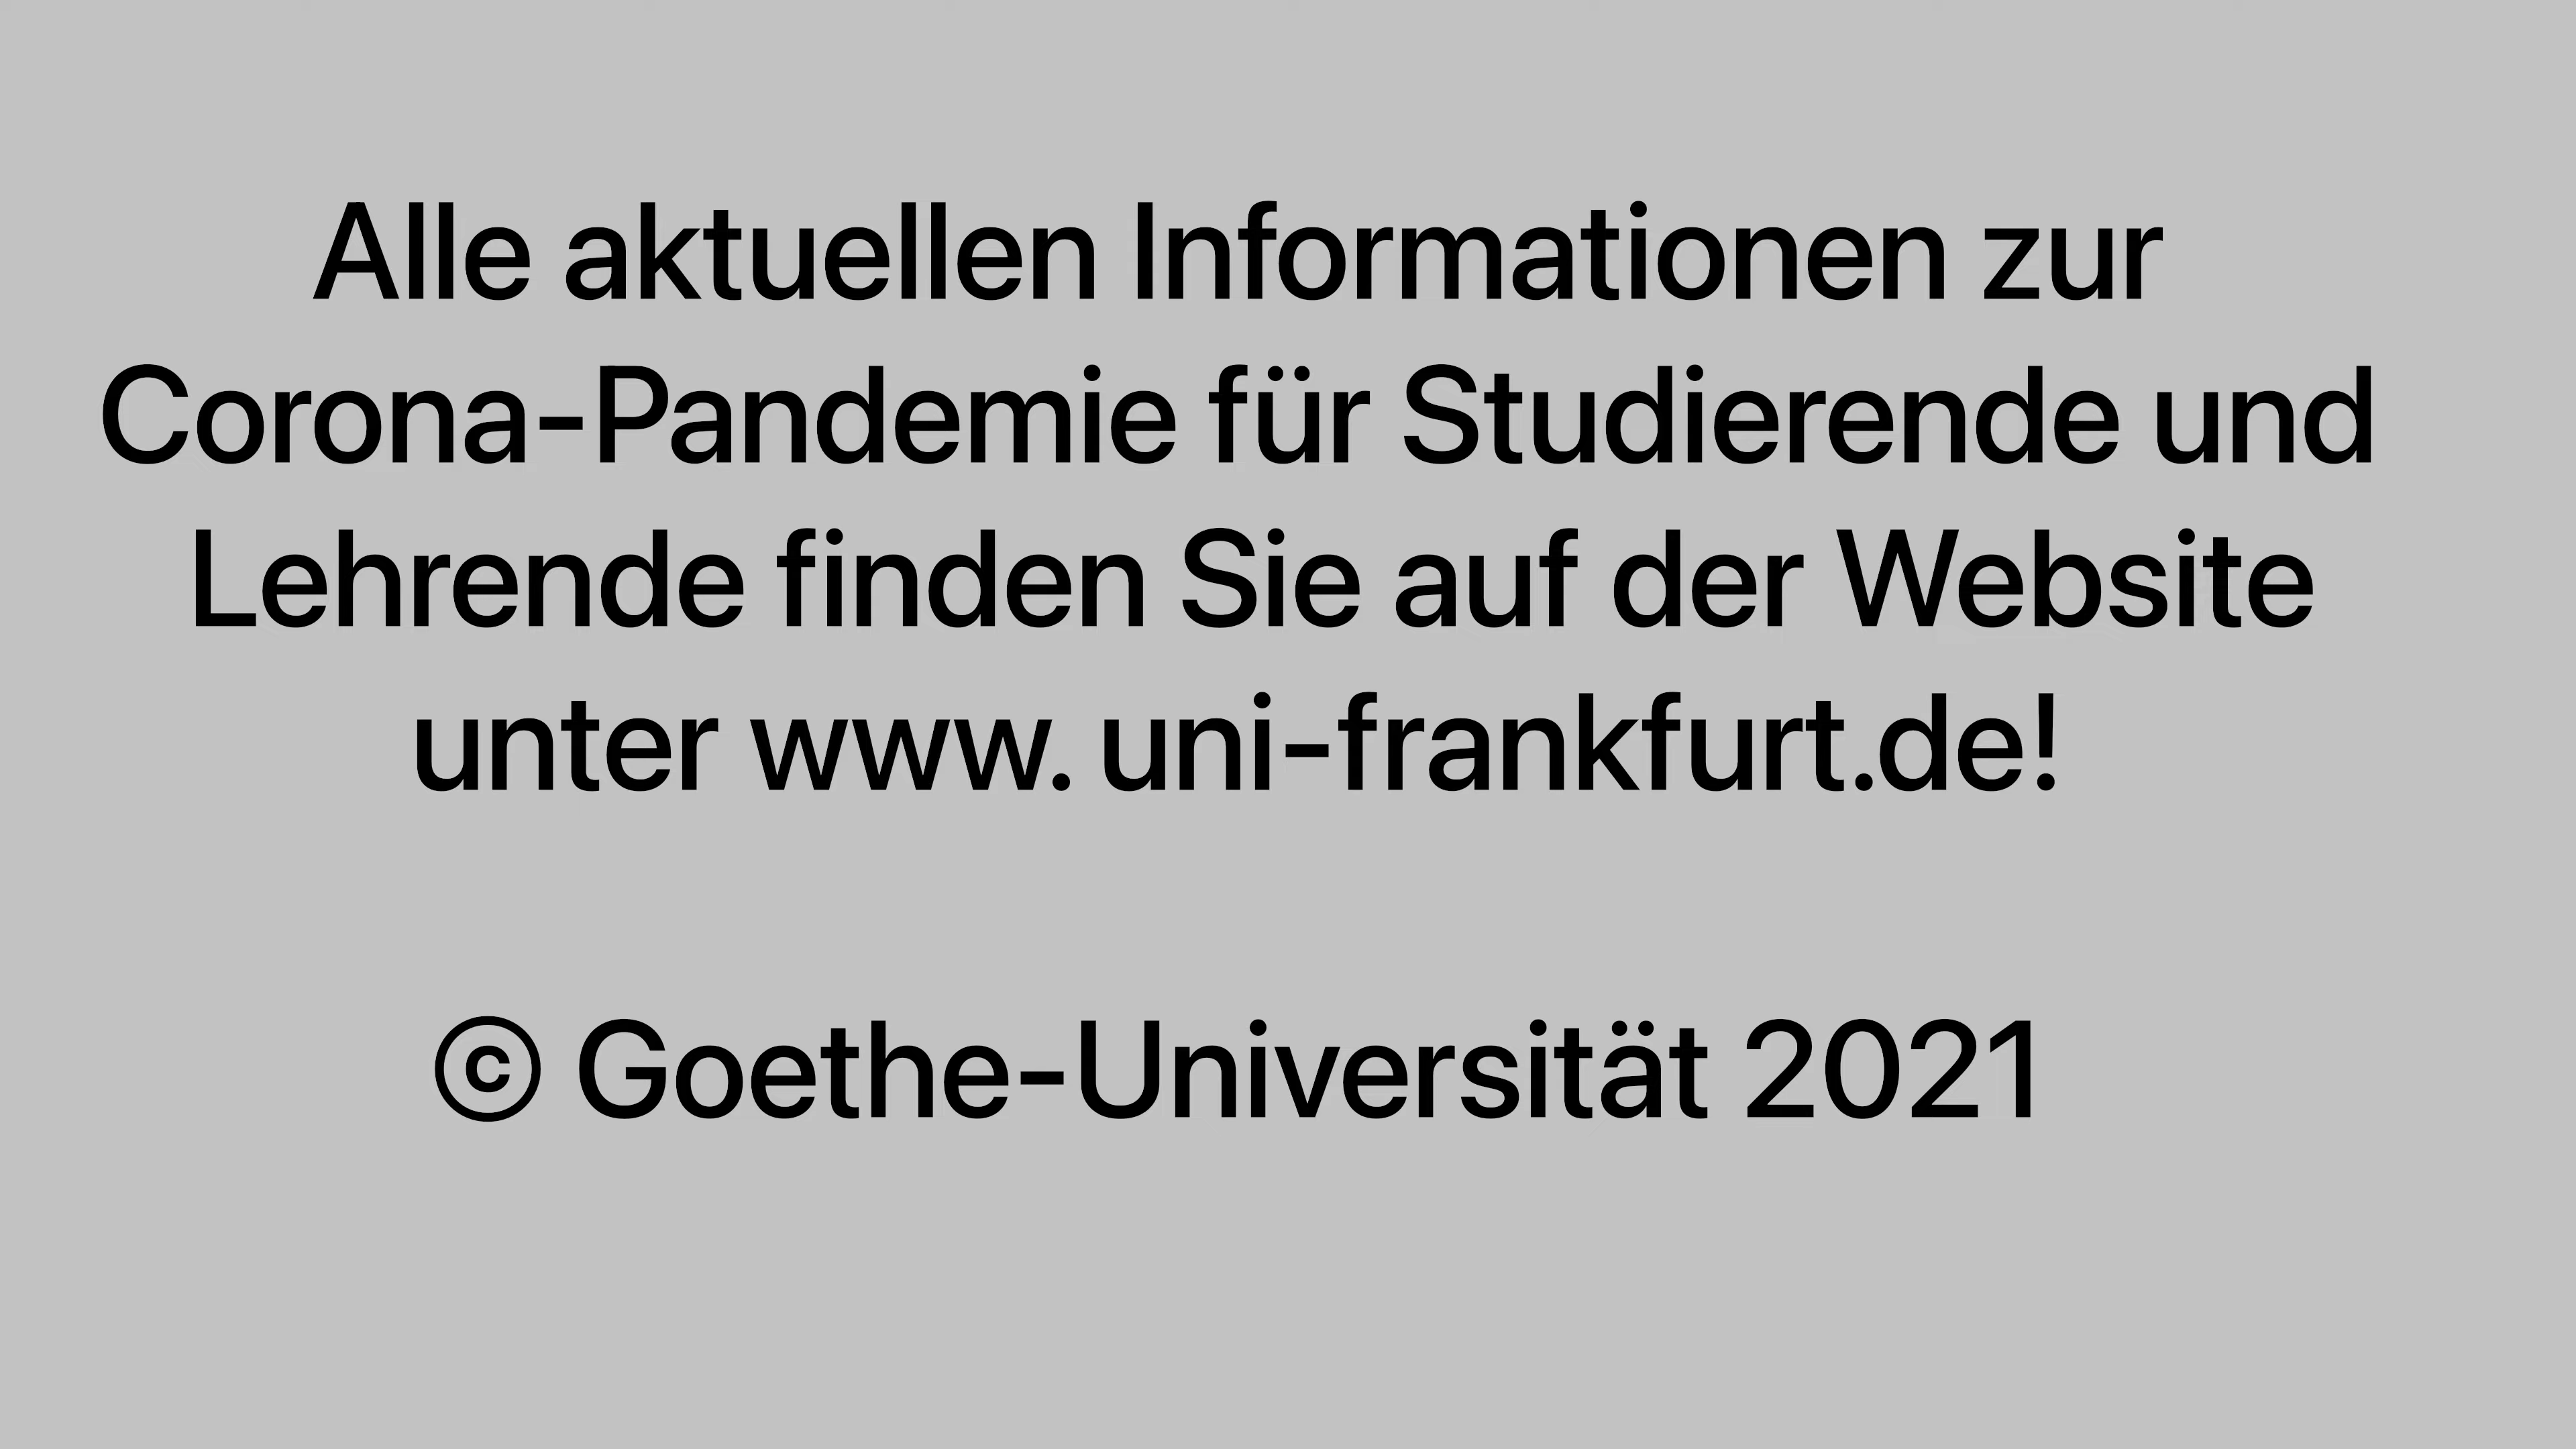 Alle aktuellen Informationen zur
Corona-Pandemie für Studierende und
Lehrende finden Sie auf der Website
unter www. uni-frankfurt.de!
© Goethe-Universität 2021